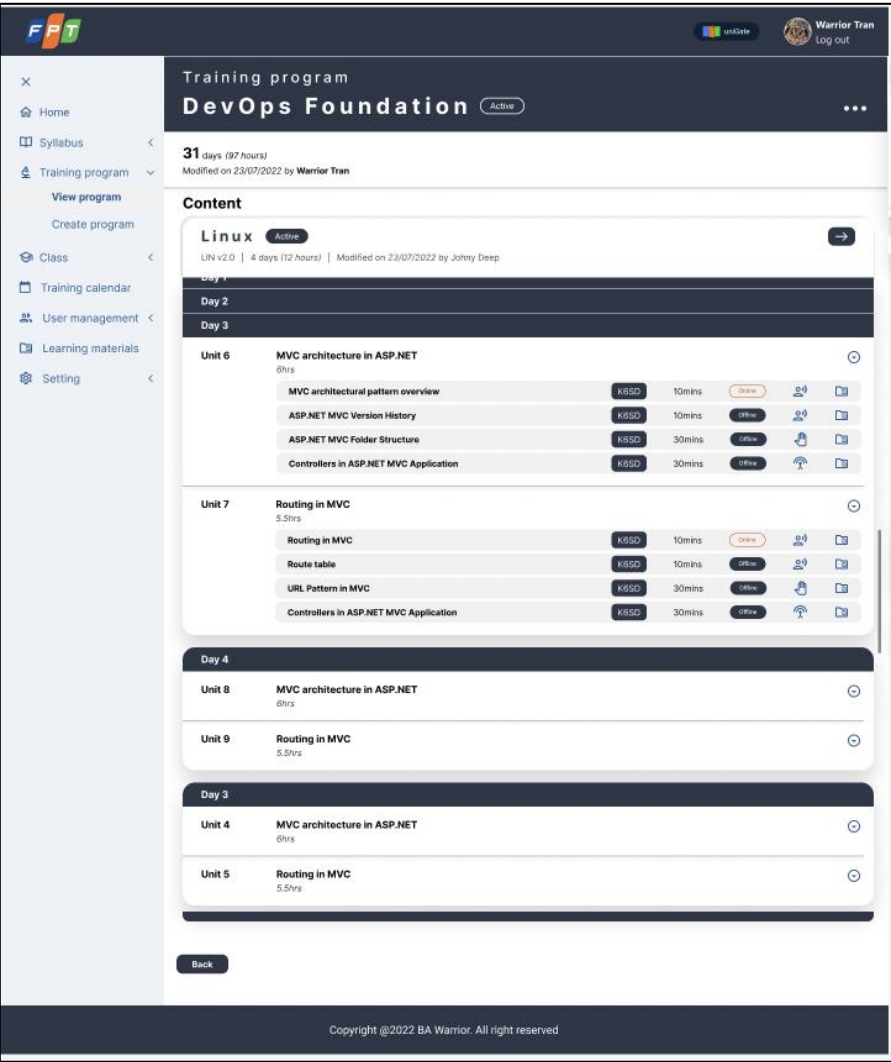 FPT
uniGate
Warrior Tran
Log out
Home
Syllabus
Training program
View program
Create program
Class
Training calendar
User management
Learning materials
Setting
Training program
DevOps Foundation Active
31 days (97 hours)
Modified on 23/07/2022 by Warrior Tran
Content
Linux Active
LIN v2.0 | 4 days (12 hours) | Modified on 23/07/2022 by Johny Deep
Day 1
Day 2
Day 3
Unit 6 MVC architecture in ASP.NET
6hrs
MVC architectural pattern overview K6SD 10mins Online
ASP.NET MVC Version History K6SD 10mins Offline
ASP.NET MVC Folder Structure K6SD 30mins Offline
Controllers in ASP.NET MVC Application K6SD 30mins Offline
Unit 7 Routing in MVC
5.5hrs
Routing in MVC K6SD 10mins Online
Route table K6SD 10mins Offline
URL Pattern in MVC K6SD 30mins Offline
Controllers in ASP.NET MVC Application K6SD 30mins Offline
Day 4
Unit 8 MVC architecture in ASP.NET
6hrs
Unit 9 Routing in MVC
5.5hrs
Day 3
Unit 4 MVC architecture in ASP.NET
6hrs
Unit 5 Routing in MVC
5.5hrs
Back
Copyright @2022 BA Warrior. All right reserved